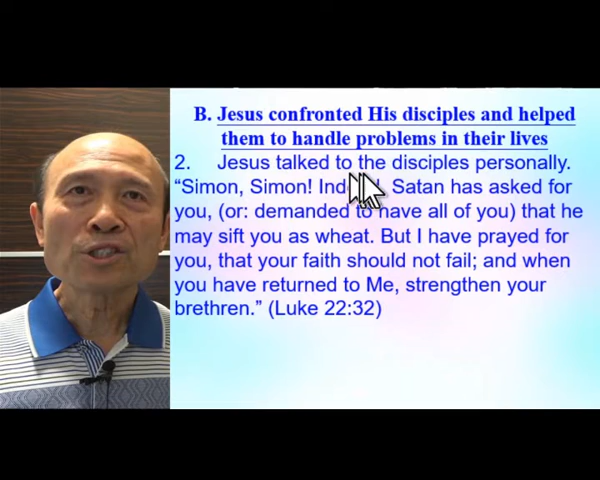 B. Jesus confronted His disciples and helped
them to handle problems in their lives
2. Jesus talked to the disciples personally.
“Simon, Simon! Satan has asked for
you, (or: demanded to have all of you) that he
may sift you as wheat. But I have prayed for
you, that your faith should not fail; and when
you have returned to Me, strengthen your
brethren.” (Luke 22:32)